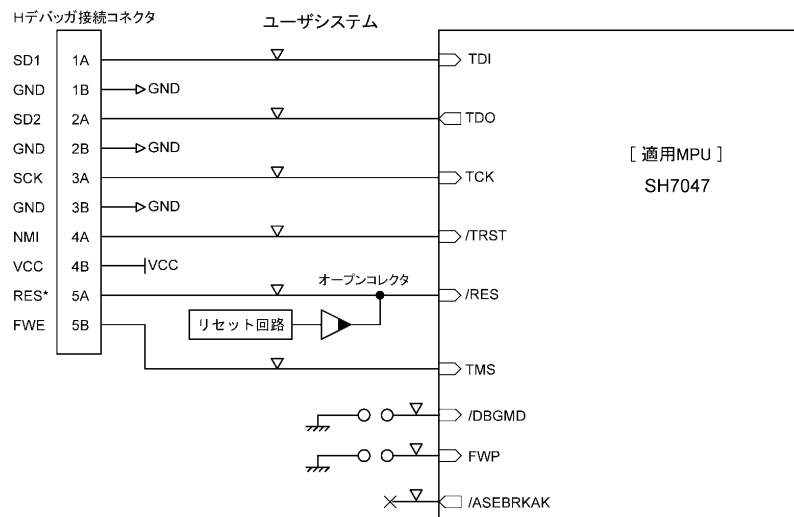 Hデバッガ接続コネクタ
ユーザシステム
SD1 1A TDI
GND 1B GND
SD2 2A TDO
GND 2B GND
[ 適用MPU ]
SCK 3A TCK
SH7047
GND 3B GND
NMI 4A /TRST
VCC 4B VCC
オープンコレクタ
RES* 5A /RES
FWE 5B リセット回路
TMS
/DBGMD
FWP
/ASEBRKAK